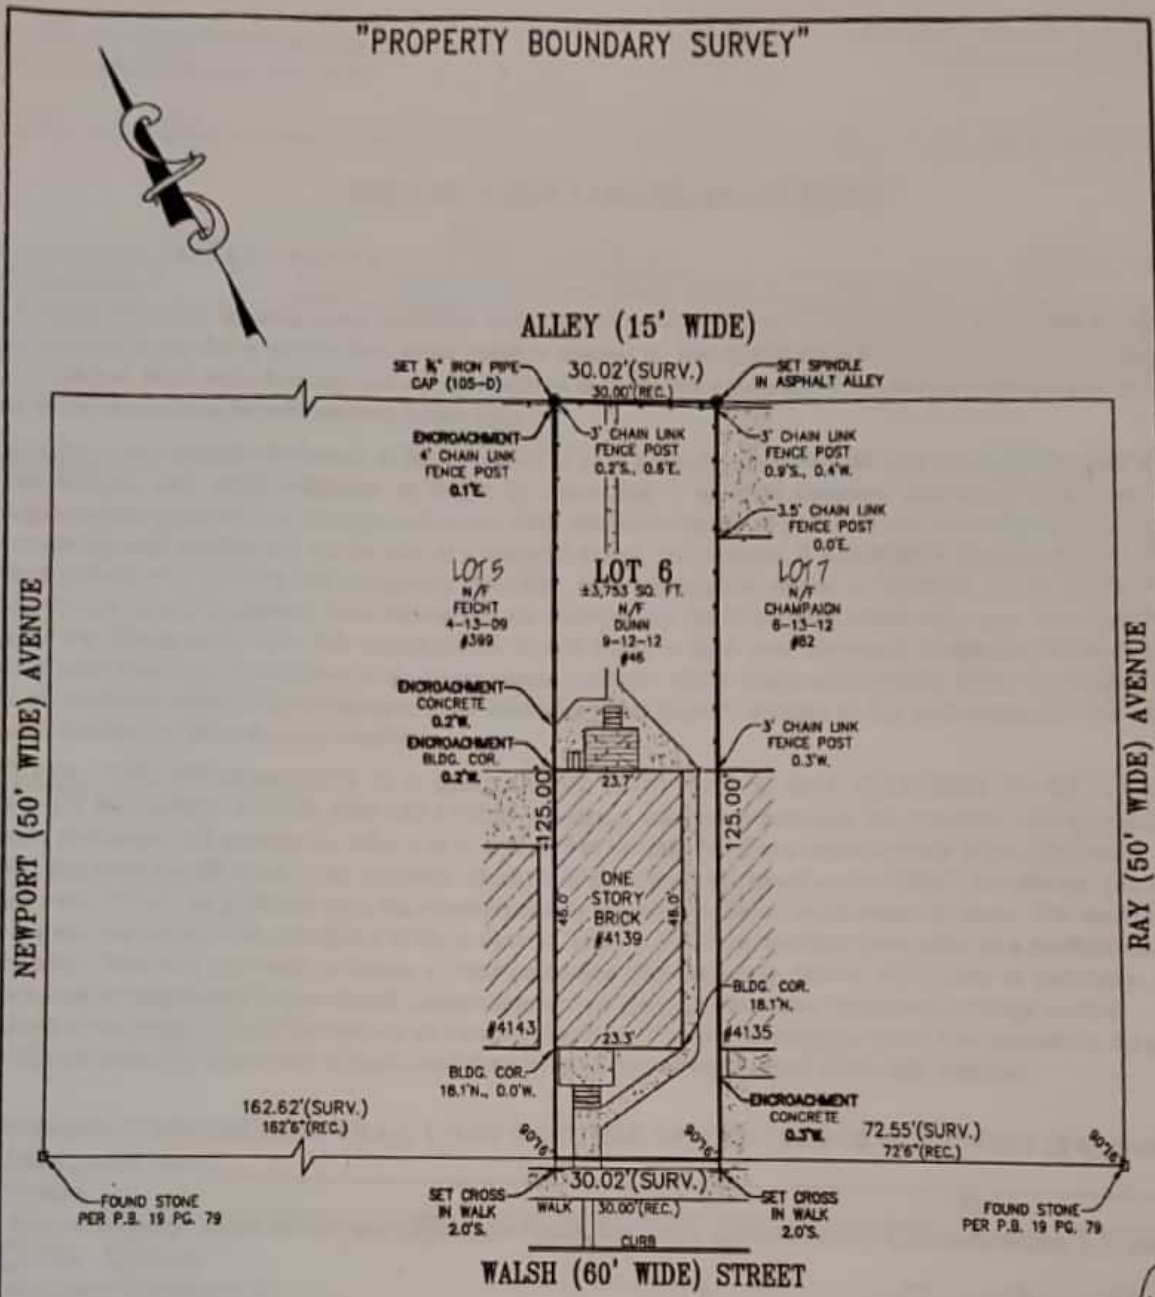 "PROPERTY BOUNDARY SURVEY"
ALLEY (15' WIDE)
SET ¾" IRON PIPE
CAP (105-D)
30.02'(SURV.)
30.00'(REC.)
SET SPINDLE
IN ASPHALT ALLEY
ENCROACHMENT
4' CHAIN LINK
FENCE POST
0.1'E.
3' CHAIN LINK
FENCE POST
0.2'S., 0.5'E.
3' CHAIN LINK
FENCE POST
0.9'S., 0.4'W.
3.5' CHAIN LINK
FENCE POST
0.0'E.
LOT 5
N/F
FEICHT
4-13-09
#399
LOT 6
±3,753 SQ. FT.
N/F
DUNN
9-12-12
#46
LOT 7
N/F
CHAMPAION
6-13-12
#62
NEWPORT (50' WIDE) AVENUE
RAY (50' WIDE) AVENUE
ENCROACHMENT
CONCRETE
0.2'W.
ENCROACHMENT
BLDG. COR.
0.2'W.
3' CHAIN LINK
FENCE POST
0.3'W.
23.7'
125.00'
125.00'
ONE
STORY
BRICK
#4139
46.0'
46.0'
BLDG. COR.
18.1'N.
#4143
23.3'
#4135
BLDG. COR.
18.1'N., 0.0'W.
ENCROACHMENT
CONCRETE
0.3'W.
162.62'(SURV.)
162'6"(REC.)
72.55'(SURV.)
72'6"(REC.)
30.02'(SURV.)
30.00'(REC.)
FOUND STONE
PER P.B. 19 PG. 79
SET CROSS
IN WALK
2.0'S.
WALK
SET CROSS
IN WALK
2.0'S.
FOUND STONE
PER P.B. 19 PG. 79
CURB
WALSH (60' WIDE) STREET